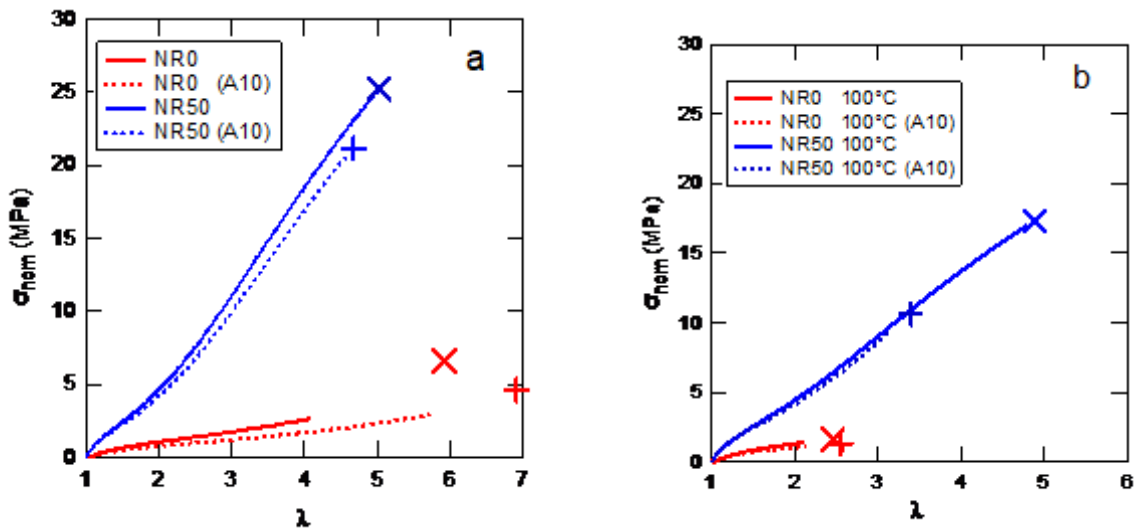 a
30
25
20
15
10
5
0
σnom (MPa)
NR0
NR0 (A10)
NR50
NR50 (A10)
1 2 3 4 5 6 7
λ
b
30
25
20
15
10
5
0
σnom (MPa)
NR0 100°C
NR0 100°C (A10)
NR50 100°C
NR50 100°C (A10)
1 2 3 4 5 6
λ